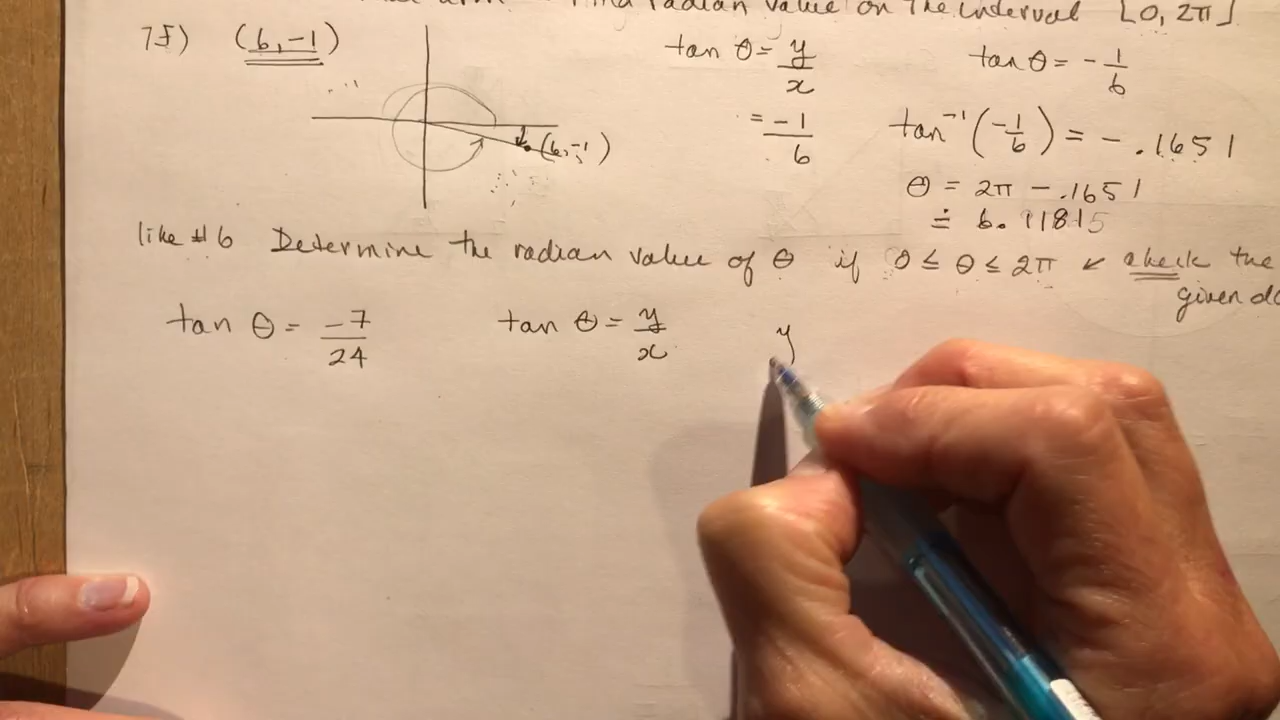 Find radian value on the interval [0, 2π]
7f) (6,-1)
tan θ = y/x
= -1/6
tan θ = -1/6
tan⁻¹(-1/6) = -.1651
θ = 2π - .1651
≐ 6.11815
(6,-1)
like #6 Determine the radian value of θ if 0 ≤ θ ≤ 2π ↙ check the
given
tan θ = -7/24
tan θ = y/x
y